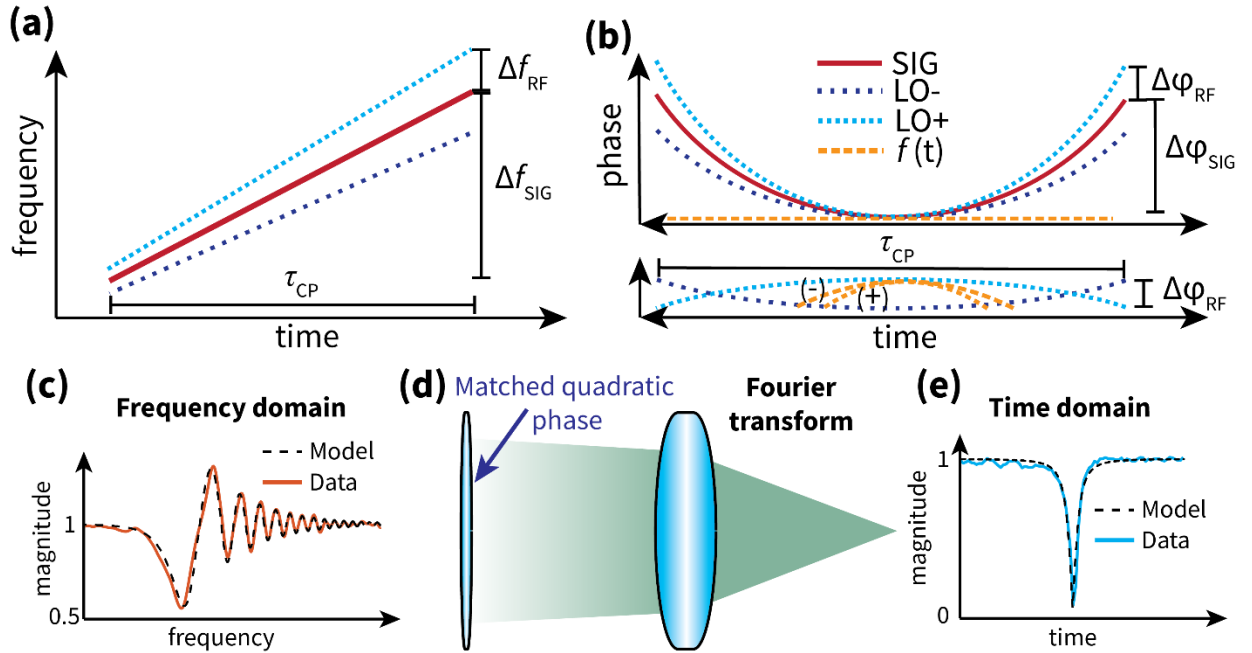 (a)
frequency
Δf_RF
Δf_SIG
τ_CP
time
(b)
phase
SIG
LO-
LO+
f (t)
Δφ_RF
Δφ_SIG
τ_CP
(-)
(+)
Δφ_RF
time
(c)
Frequency domain
Model
Data
magnitude
1
0.5
frequency
(d)
Matched quadratic
phase
Fourier
transform
(e)
Time domain
1
magnitude
Model
Data
0
time